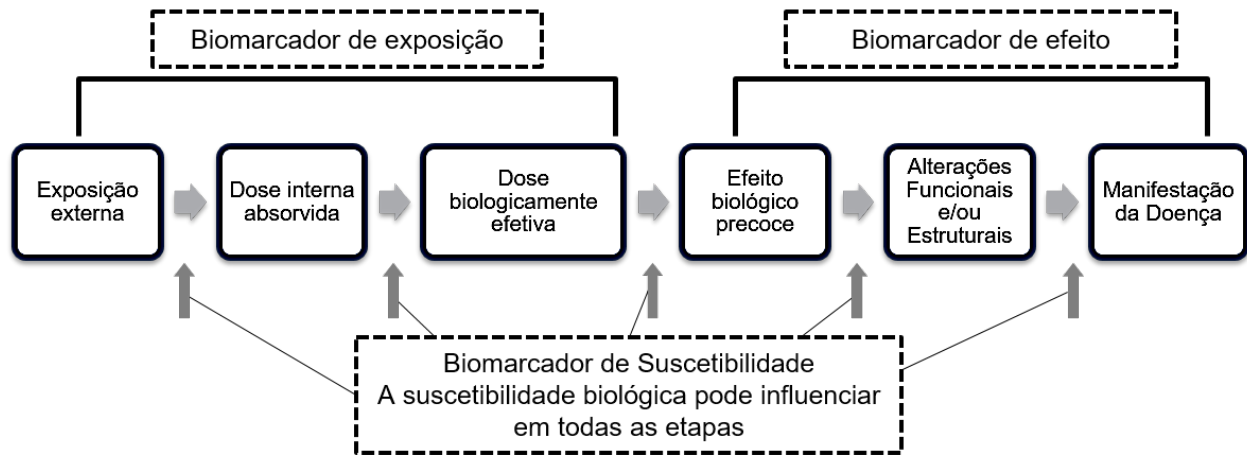 Biomarcador de exposição
Biomarcador de efeito
Exposição
externa
Dose interna
absorvida
Dose
biologicamente
efetiva
Efeito
biológico
precoce
Alterações
Funcionais
e/ou
Estruturais
Manifestação
da Doença
Biomarcador de Suscetibilidade
A suscetibilidade biológica pode influenciar
em todas as etapas